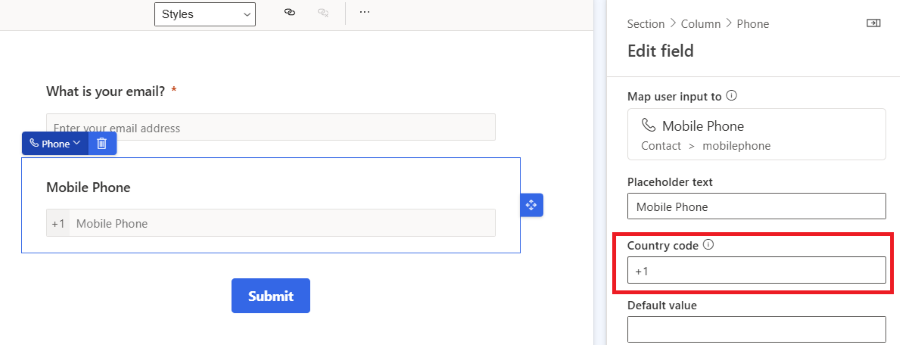 Styles
...
What is your email? *
Enter your email address
Phone
Mobile Phone
+1 Mobile Phone
Submit
Section > Column > Phone
Edit field
Map user input to
Mobile Phone
Contact > mobilephone
Placeholder text
Mobile Phone
Country code
+1
Default value